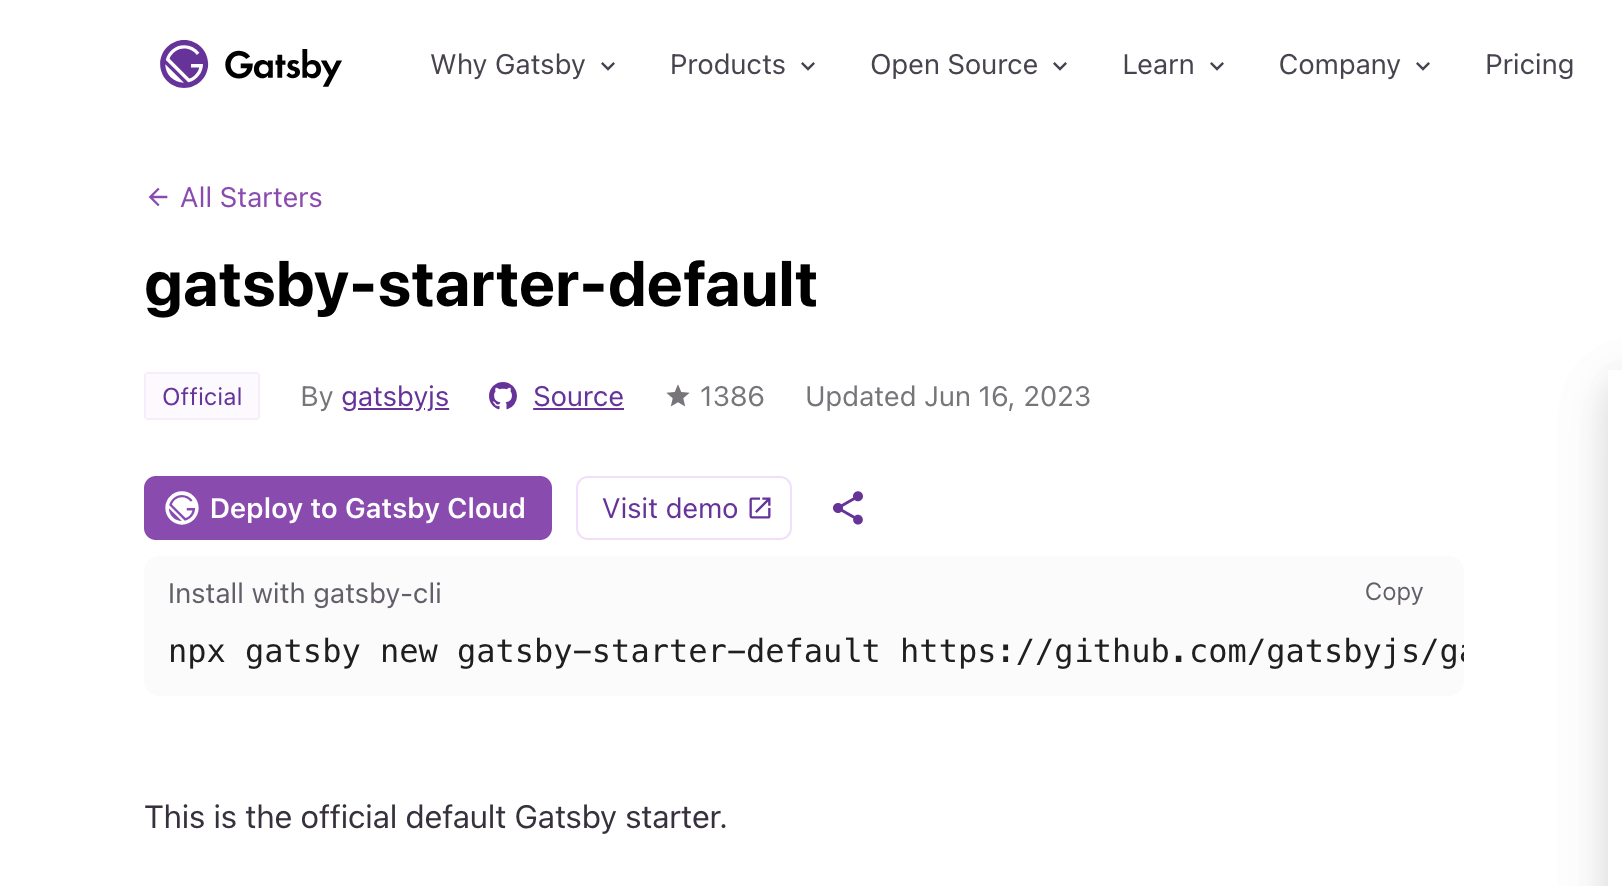 Gatsby Why Gatsby Products Open Source Learn Company Pricing
← All Starters
gatsby-starter-default
Official By gatsbyjs Source ★ 1386 Updated Jun 16, 2023
Deploy to Gatsby Cloud Visit demo
Install with gatsby-cli Copy
npx gatsby new gatsby-starter-default https://github.com/gatsbyjs/ga
This is the official default Gatsby starter.